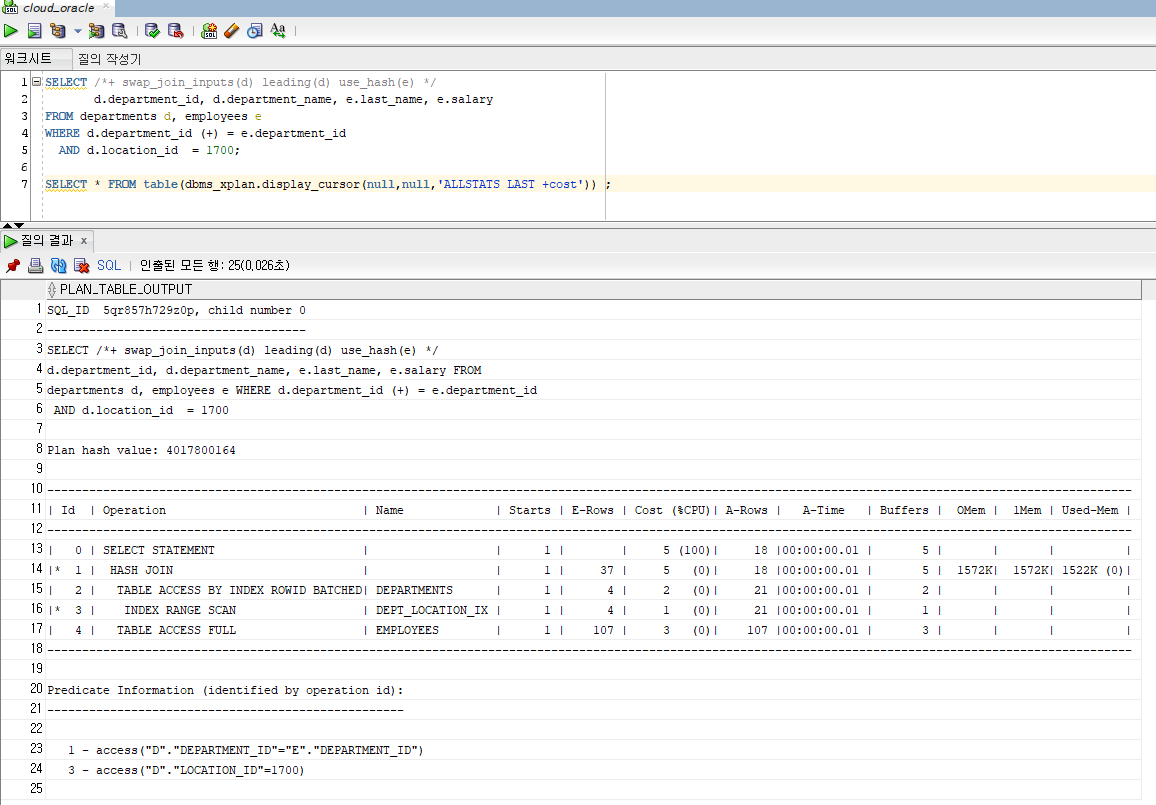 cloud_oracle
워크시트 질의 작성기
1 SELECT /*+ swap_join_inputs(d) leading(d) use_hash(e) */
2 d.department_id, d.department_name, e.last_name, e.salary
3 FROM departments d, employees e
4 WHERE d.department_id (+) = e.department_id
5 AND d.location_id  = 1700;
6
7 SELECT * FROM table(dbms_xplan.display_cursor(null,null,'ALLSTATS LAST +cost')) ;
질의 결과 x
SQL | 인출된 모든 행: 25(0,026초)
PLAN_TABLE_OUTPUT
1 SQL_ID  5qr857h729z0p, child number 0
2 -------------------------------------
3 SELECT /*+ swap_join_inputs(d) leading(d) use_hash(e) */
4 d.department_id, d.department_name, e.last_name, e.salary FROM
5 departments d, employees e WHERE d.department_id (+) = e.department_id
6 AND d.location_id  = 1700
7
8 Plan hash value: 4017800164
9
10 -----------------------------------------------------------------------------------------------------------------------------------------------------------
11 | Id  | Operation                           | Name             | Starts | E-Rows | Cost (%CPU)| A-Rows |   A-Time   | Buffers |  OMem |  1Mem | Used-Mem |
12 -----------------------------------------------------------------------------------------------------------------------------------------------------------
13 |   0 | SELECT STATEMENT                    |                  |      1 |        |     5 (100)|     18 |00:00:00.01 |       5 |       |       |          |
14 |*  1 |  HASH JOIN                          |                  |      1 |     37 |     5   (0)|     18 |00:00:00.01 |       5 |  1572K|  1572K| 1522K (0)|
15 |   2 |   TABLE ACCESS BY INDEX ROWID BATCHED| DEPARTMENTS      |      1 |      4 |     2   (0)|     21 |00:00:00.01 |       2 |       |       |          |
16 |*  3 |    INDEX RANGE SCAN                 | DEPT_LOCATION_IX |      1 |      4 |     1   (0)|     21 |00:00:00.01 |       1 |       |       |          |
17 |   4 |   TABLE ACCESS FULL                 | EMPLOYEES        |      1 |    107 |     3   (0)|    107 |00:00:00.01 |       3 |       |       |          |
18 -----------------------------------------------------------------------------------------------------------------------------------------------------------
19
20 Predicate Information (identified by operation id):
21 ---------------------------------------------------
22
23 1 - access("D"."DEPARTMENT_ID"="E"."DEPARTMENT_ID")
24 3 - access("D"."LOCATION_ID"=1700)
25